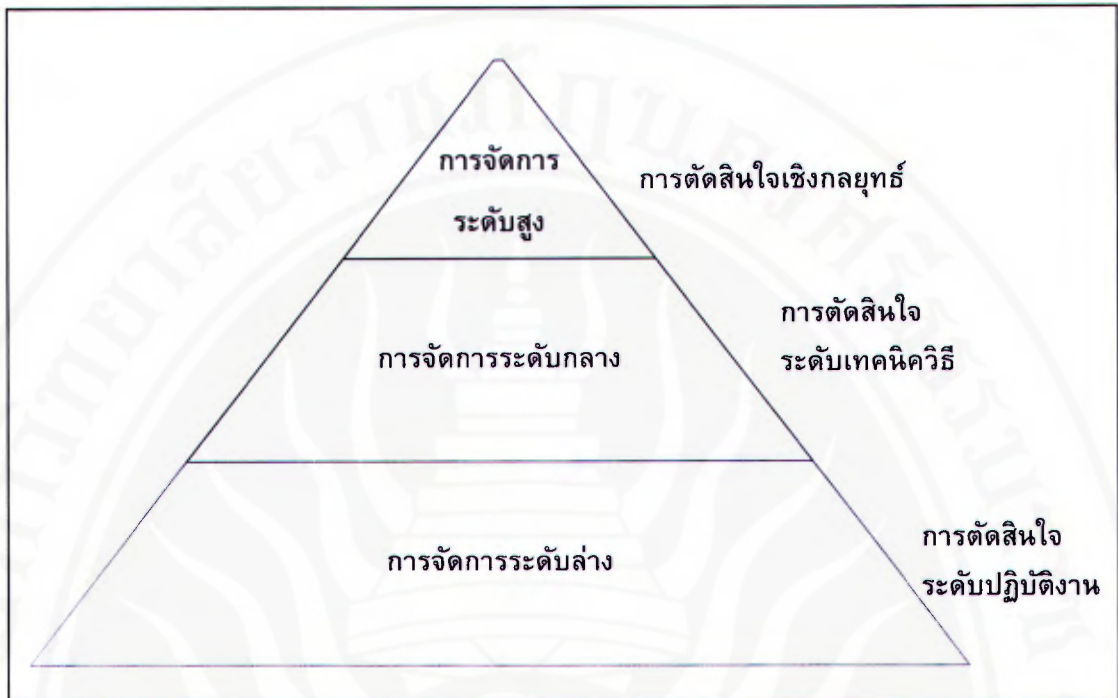 การจัดการ
ระดับสูง
การตัดสินใจเชิงกลยุทธ์
การจัดการระดับกลาง
การตัดสินใจ
ระดับเทคนิควิธี
การจัดการระดับล่าง
การตัดสินใจ
ระดับปฏิบัติงาน